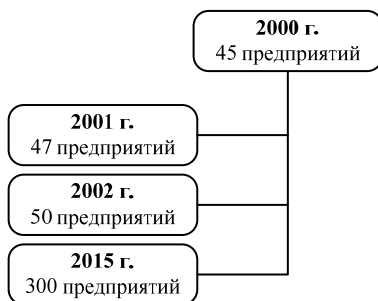 2000 г.
45 предприятий
2001 г.
47 предприятий
2002 г.
50 предприятий
2015 г.
300 предприятий